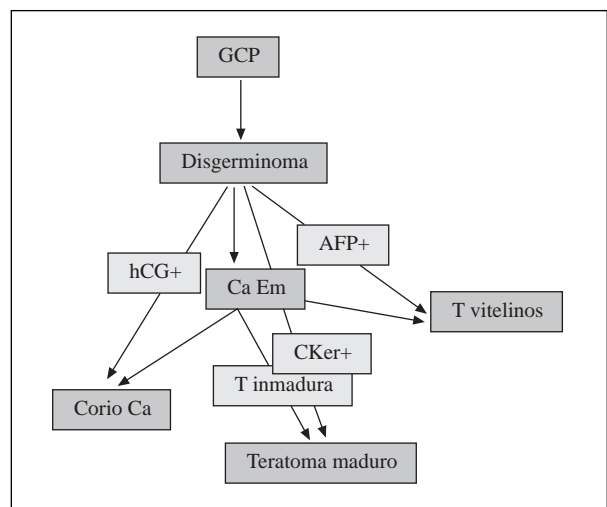 GCP
Disgerminoma
AFP+
hCG+
Ca Em
T vitelinos
CKer+
T inmadura
Corio Ca
Teratoma maduro